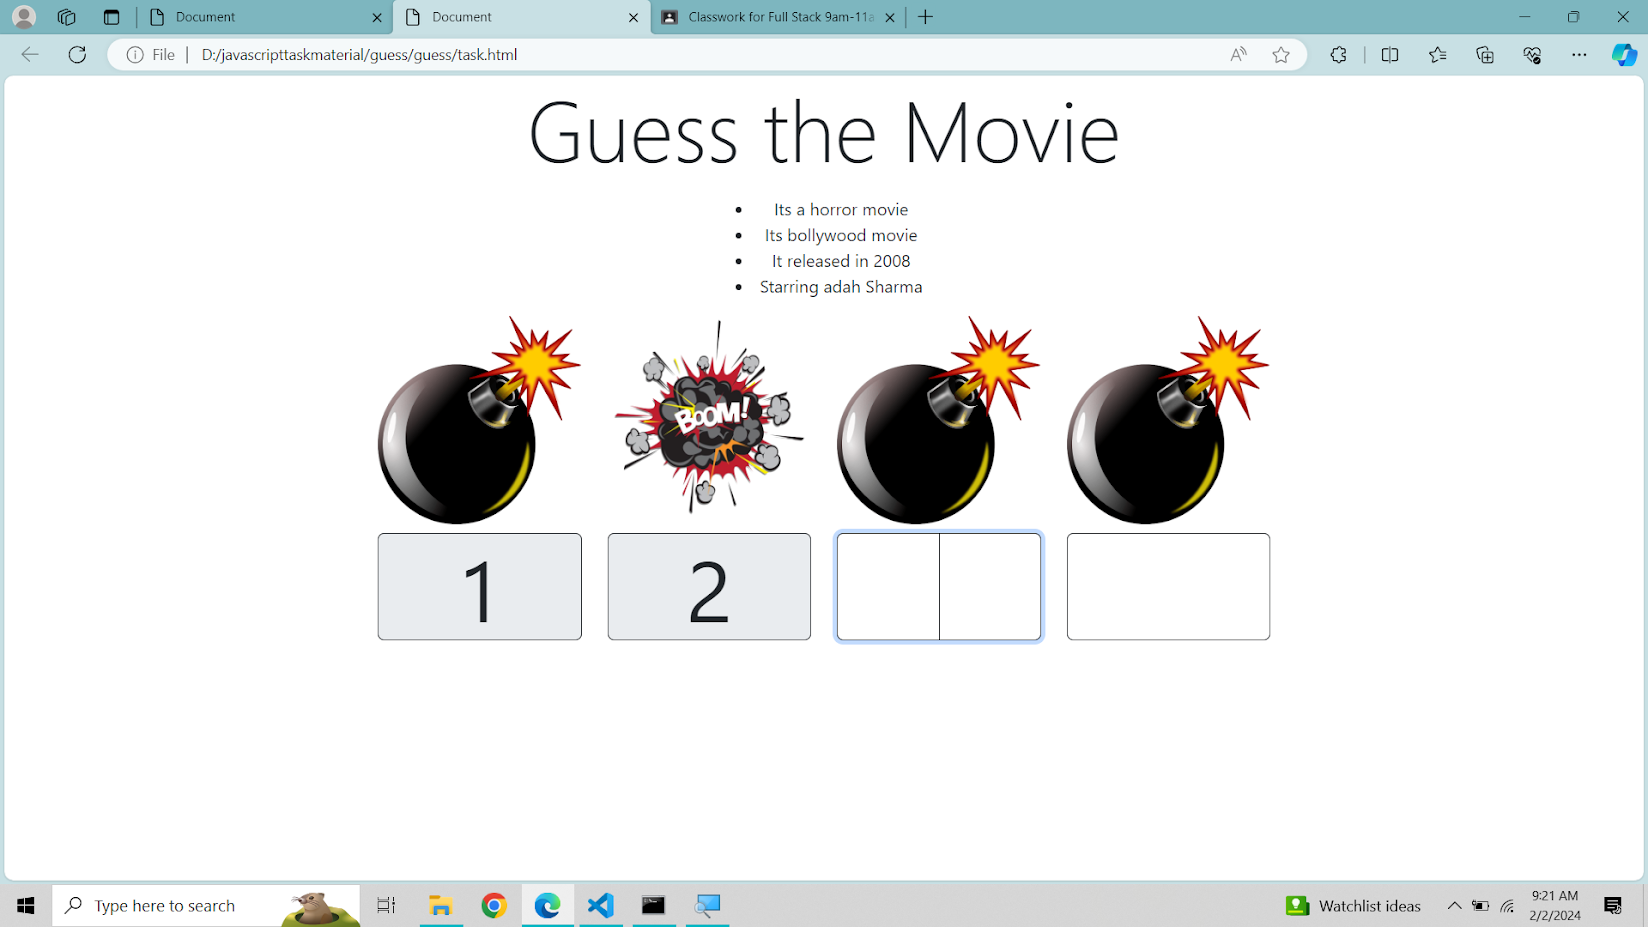 Document
Document
Classwork for Full Stack 9am-11a
File
D:/javascripttaskmaterial/guess/guess/task.html
Guess the Movie
Its a horror movie
Its bollywood movie
It released in 2008
Starring adah Sharma
BOOM!
1
2
Type here to search
Watchlist ideas
9:21 AM
2/2/2024